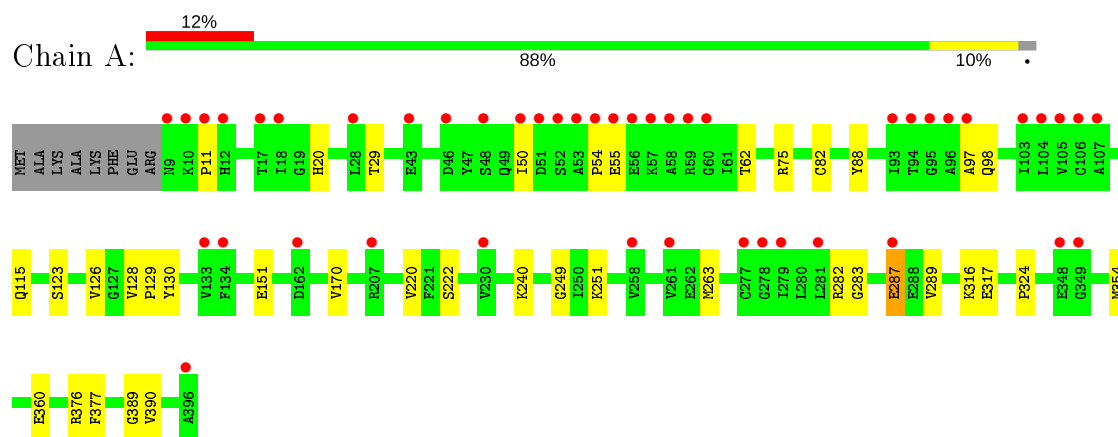 12%
Chain A:
88% 10% •
MET ALA LYS ALA LYS PHE GLU ARG N9 K10 P11 H12 T17 I18 G19 H20 L28 T29 E43 D46 Y47 S48 Q49 I50 D51 S52 A53 P54 E55 E56 K57 A58 R59 G60 I61 T62 R75 C82 Y88 I93 T94 G95 A96 A97 Q98 I103 L104 V105 C106 A107
Q115 S123 V126 G127 V128 P129 Y130 V133 F134 E151 D162 V170 R207 V220 F221 S222 V230 K240 G249 I250 K251 V258 V261 E262 M263 C277 G278 I279 L280 L281 R282 G283 E287 E288 V289 K316 E317 P324 E348 G349 M354
E360 R376 F377 G389 V390 A396